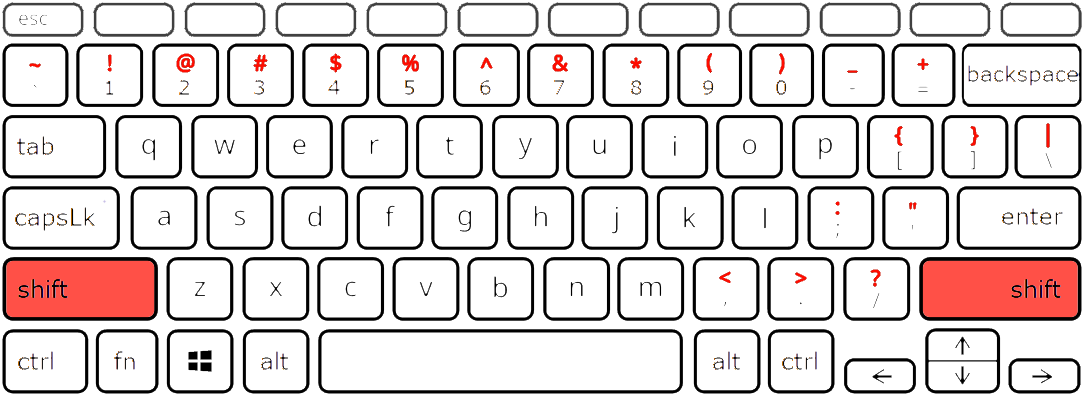 esc
~ ! @ # $ % ^ & * ( ) _ +
` 1 2 3 4 5 6 7 8 9 0 - = backspace
tab q w e r t y u i o p { } |
[ ] \
capsLk a s d f g h j k l : " enter
; '
shift z x c v b n m < > ? shift
, . /
ctrl fn alt alt ctrl ← ↑ ↓ →